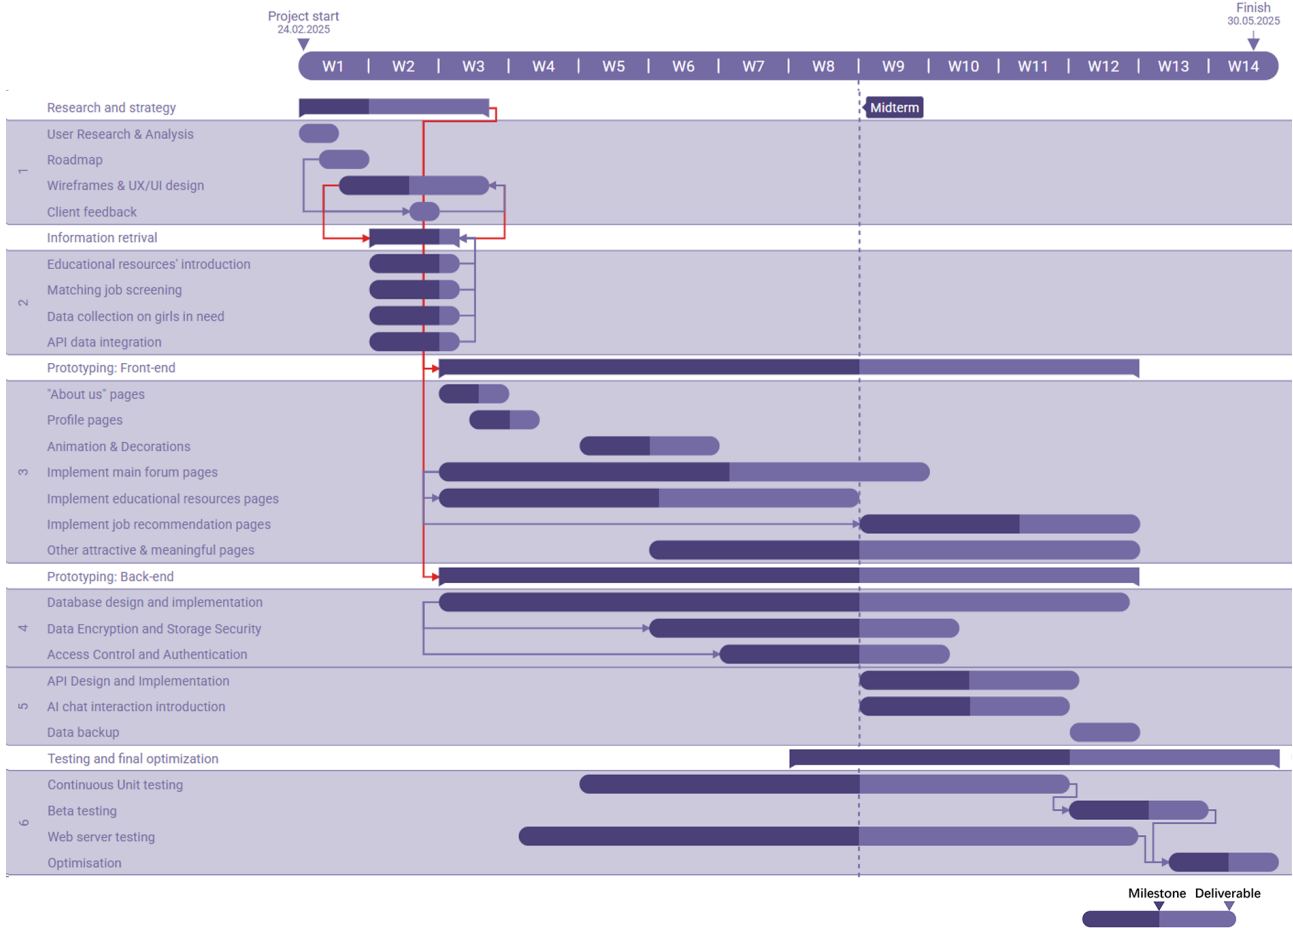 Project start
24.02.2025
Finish
30.05.2025
W1 W2 W3 W4 W5 W6 W7 W8 W9 W10 W11 W12 W13 W14
Research and strategy
Midterm
1
User Research & Analysis
Roadmap
Wireframes & UX/UI design
Client feedback
Information retrival
2
Educational resources' introduction
Matching job screening
Data collection on girls in need
API data integration
Prototyping: Front-end
3
"About us" pages
Profile pages
Animation & Decorations
Implement main forum pages
Implement educational resources pages
Implement job recommendation pages
Other attractive & meaningful pages
Prototyping: Back-end
4
Database design and implementation
Data Encryption and Storage Security
Access Control and Authentication
5
API Design and Implementation
AI chat interaction introduction
Data backup
Testing and final optimization
6
Continuous Unit testing
Beta testing
Web server testing
Optimisation
Milestone Deliverable